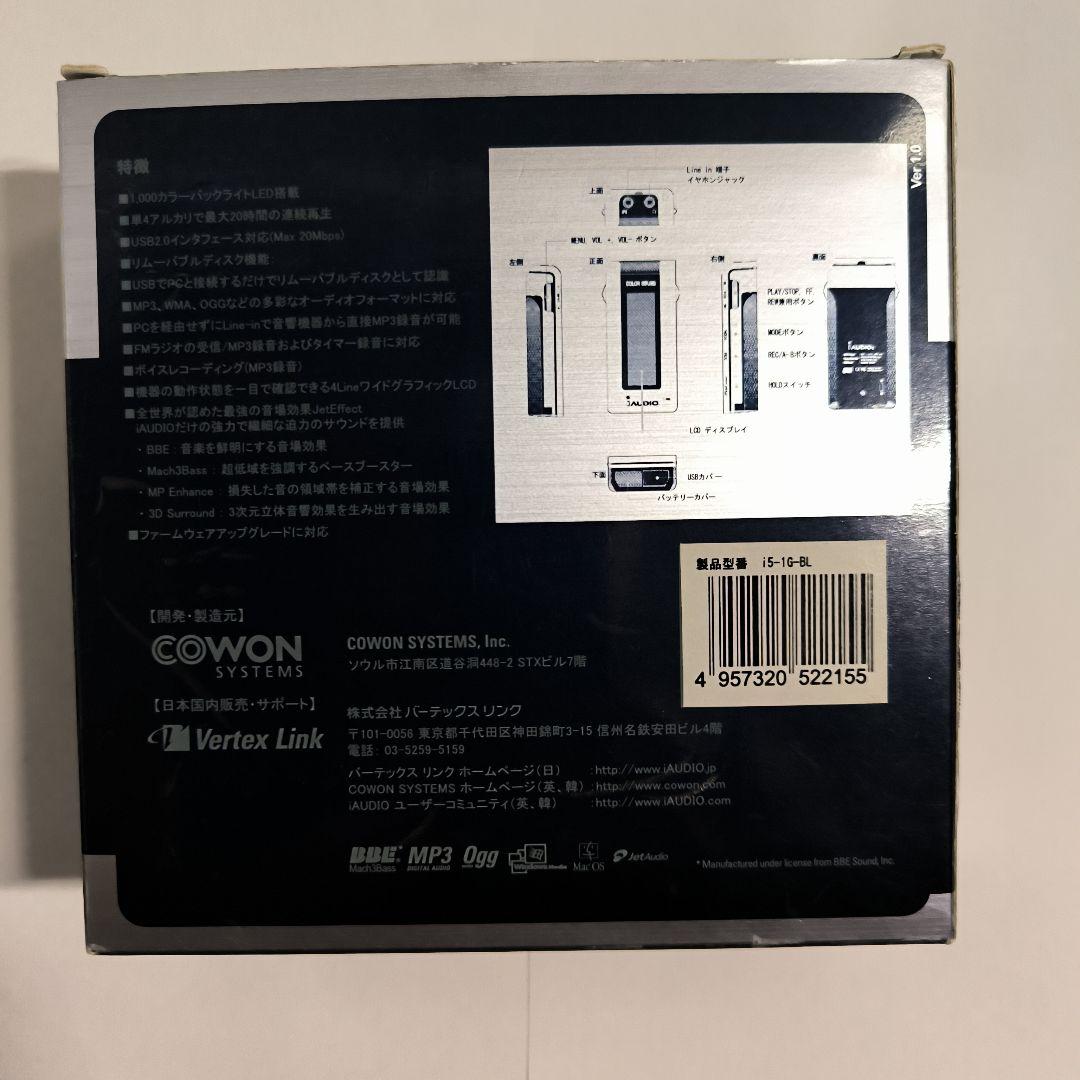 特徴
■1,000カラーバックライトLED搭載
■単4アルカリで最大20時間の連続再生
■USB2.0インタフェース対応(Max 20Mbps)
■リムーバブルディスク機能:
■USBでPCと接続するだけでリムーバブルディスクとして認識
■MP3、WMA、OGGなどの多彩なオーディオフォーマットに対応
■PCを経由せずにLine-inで音響機器から直接MP3録音が可能
■FMラジオの受信/MP3録音およびタイマー録音に対応
■ボイスレコーディング(MP3録音)
■機器の動作状態を一目で確認できる4LineワイドグラフィックLCD
■全世界が認めた最強の音場効果JetEffect
iAUDIOだけの強力で繊細な迫力のサウンドを提供
・BBE : 音楽を鮮明にする音場効果
・Mach3Bass : 超低域を強調するベースブースター
・MP Enhance : 損失した音の領域帯を補正する音場効果
・3D Surround : 3次元立体音響効果を生み出す音場効果
■ファームウェアアップグレードに対応
Ver 1.0
Line in 端子
イヤホンジャック
上面
MENU, VOL +, VOL- ボタン
左側
正面
右側
裏面
COLOR SOUND
iAUDIO
iAUDIO
PLAY/STOP, FF,
REW兼用ボタン
MODEボタン
REC/A-Bボタン
HOLDスイッチ
LCD ディスプレイ
下面
USBカバー
バッテリーカバー
製品型番 i5-1G-BL
4 957320 522155
【開発・製造元】
COWON
SYSTEMS
COWON SYSTEMS, Inc.
ソウル市江南区道谷洞448-2 STXビル7階
【日本国内販売・サポート】
Vertex Link
株式会社 バーテックス リンク
〒101-0056 東京都千代田区神田錦町3-15 信州名鉄安田ビル4階
電話: 03-5259-5159
バーテックス リンク ホームページ(日) :http://www.iAUDIO.jp
COWON SYSTEMS ホームページ(英、韓) :http://www.cowon.com
iAUDIO ユーザーコミュニティ(英、韓) :http://www.iAUDIO.com
BBE
Mach3Bass
MP3
DIGITAL AUDIO
Ogg
Windows Media
Mac OS
JetAudio
* Manufactured under license from BBE Sound, Inc.